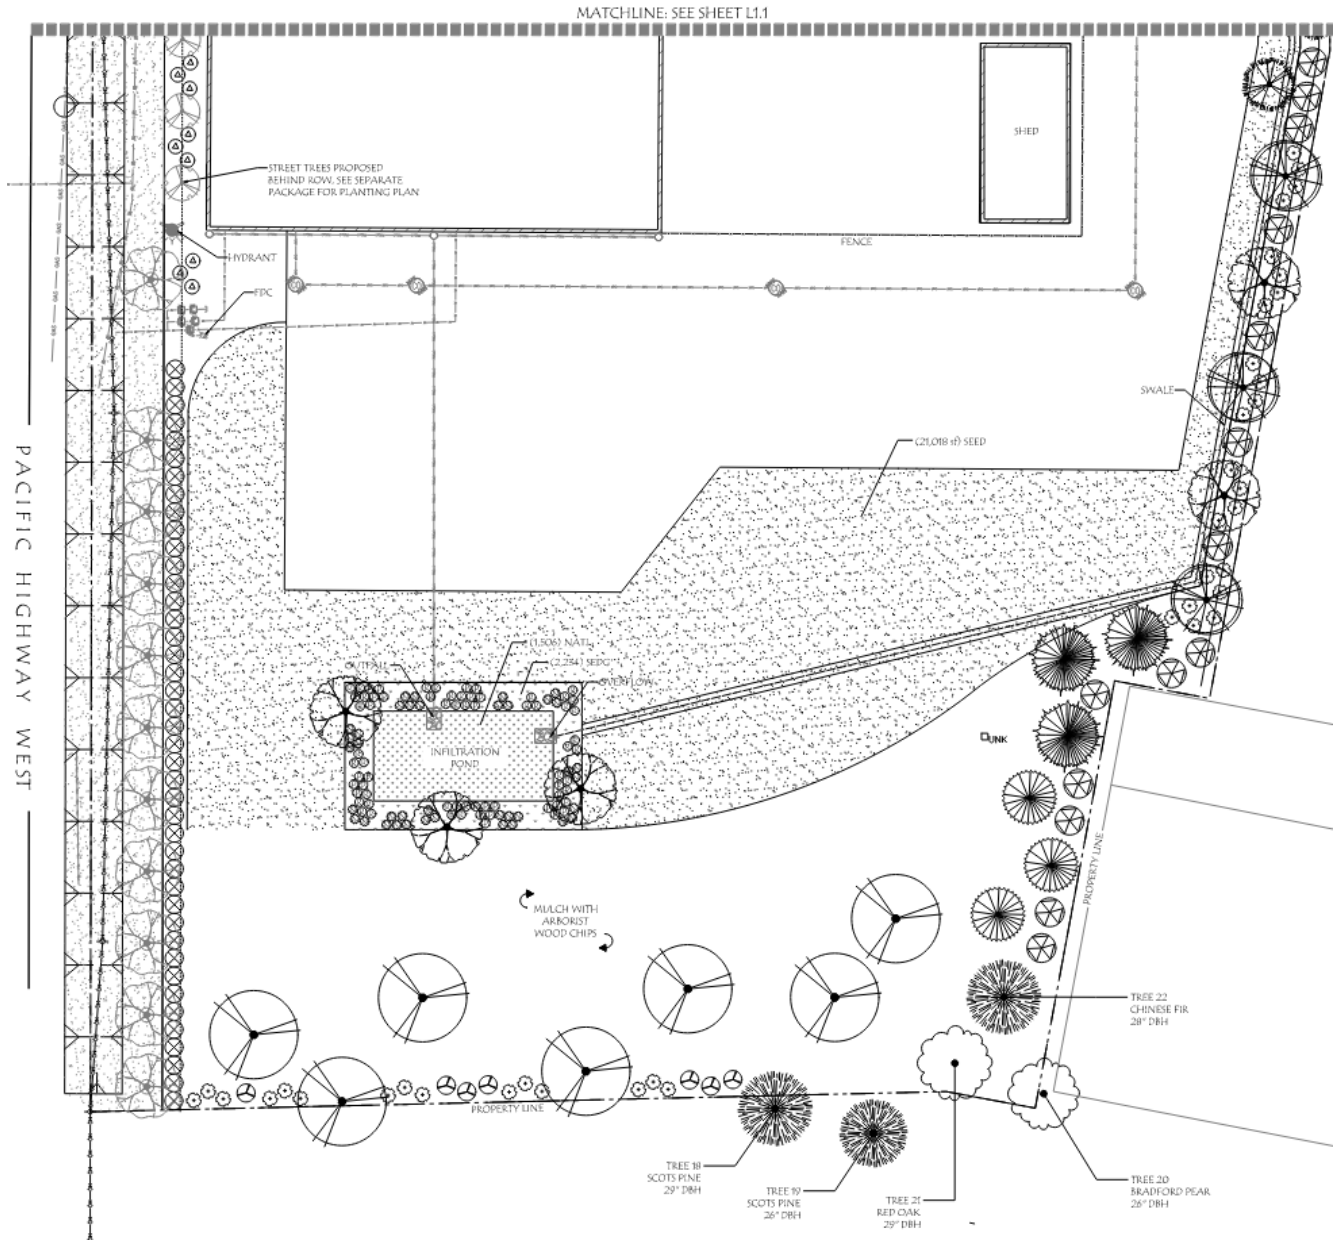 MATCHLINE: SEE SHEET L1.1
SHED
STREET TREES PROPOSED
BEHIND ROW, SEE SEPARATE
PACKAGE FOR PLANTING PLAN
FENCE
HYDRANT
FDC
SWALE
(21,018 sf) SEED
PACIFIC HIGHWAY WEST
(1,506) NATL
OUTFALL
(2,254) SEDG
OVERFLOW
UNK
INFILTRATION
POND
PROPERTY LINE
MULCH WITH
ARBORIST
WOOD CHIPS
TREE 22
CHINESE FIR
28" DBH
PROPERTY LINE
TREE 18
SCOTS PINE
29" DBH
TREE 19
SCOTS PINE
26" DBH
TREE 21
RED OAK
29" DBH
TREE 20
BRADFORD PEAR
26" DBH